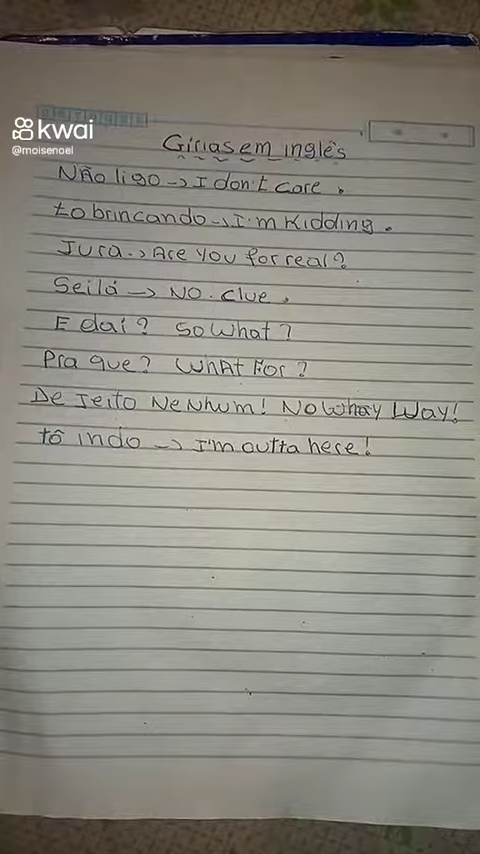 kwai
@moisenoel
Gírias em inglês
Não ligo -> I don't care.
to brincando -> I'm Kidding.
Jura -> Are you for real?
Sei lá -> NO. clue.
E daí? So What?
Pra que? What For?
De Jeito Nenhum! No Way!
tô indo -> I'm outta here!